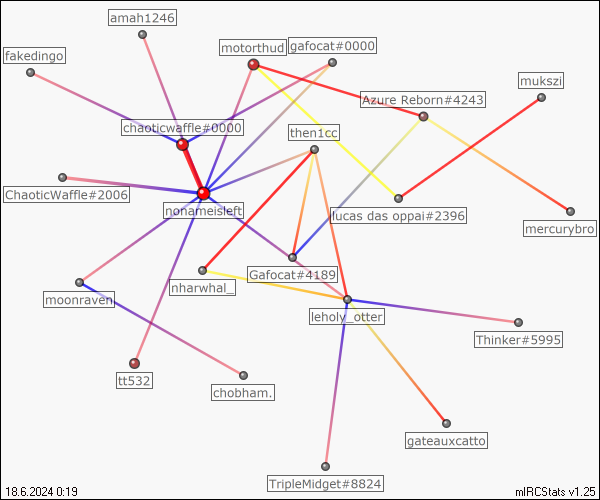 amah1246
fakedingo
motorthud
gafocat#0000
mukszi
Azure Reborn#4243
chaoticwaffle#0000
then1cc
ChaoticWaffle#2006
nonameisleft
lucas das oppai#2396
mercurybro
Gafocat#4189
nharwhal_
moonraven
leholy_otter
Thinker#5995
tt532
chobham.
gateauxcatto
TripleMidget#8824
18.6.2024 0:19
mIRCStats v1.25